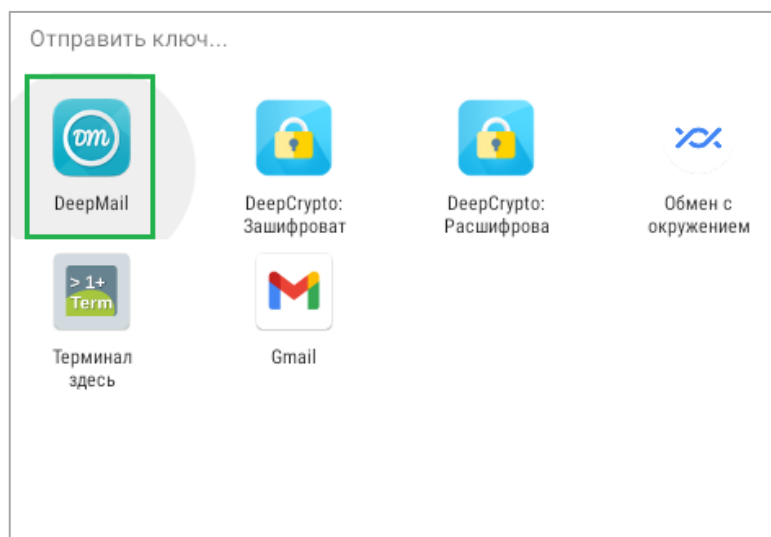 Отправить ключ...
DeepMail
DeepCrypto:
Зашифроват
DeepCrypto:
Расшифрова
Обмен с
окружением
> 1+
Term
Терминал
здесь
Gmail